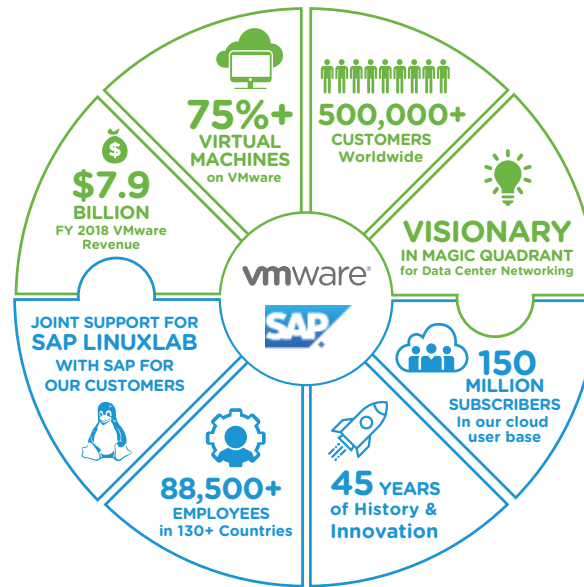 75%+
VIRTUAL
MACHINES
on VMware
500,000+
CUSTOMERS
Worldwide
$
$7.9
BILLION
FY 2018 VMware
Revenue
VISIONARY
IN MAGIC QUADRANT
for Data Center Networking
vmware®
SAP®
JOINT SUPPORT FOR
SAP LINUXLAB
WITH SAP FOR
OUR CUSTOMERS
150
MILLION
SUBSCRIBERS
In our cloud
user base
88,500+
EMPLOYEES
in 130+ Countries
45 YEARS
of History &
Innovation